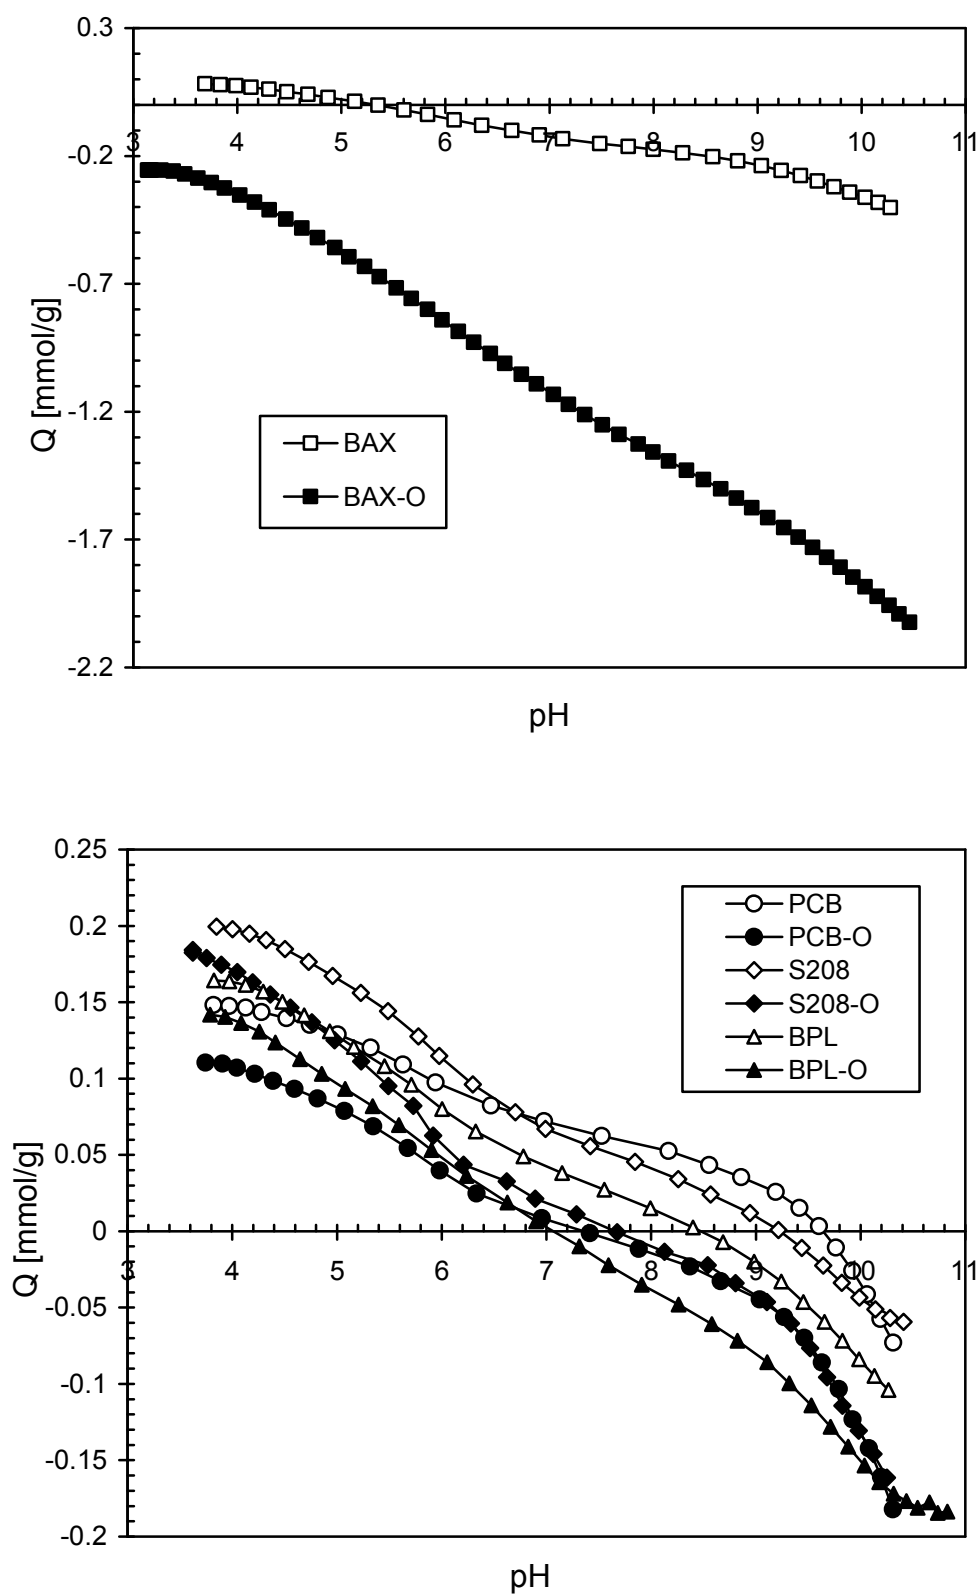 0.3
3 4 5 6 7 8 9 10 11
-0.2
-0.7
-1.2
-1.7
-2.2
Q [mmol/g]
BAX
BAX-O
pH
0.25
0.2
0.15
0.1
0.05
0
3 4 5 6 7 8 9 10 11
-0.05
-0.1
-0.15
-0.2
Q [mmol/g]
PCB
PCB-O
S208
S208-O
BPL
BPL-O
pH